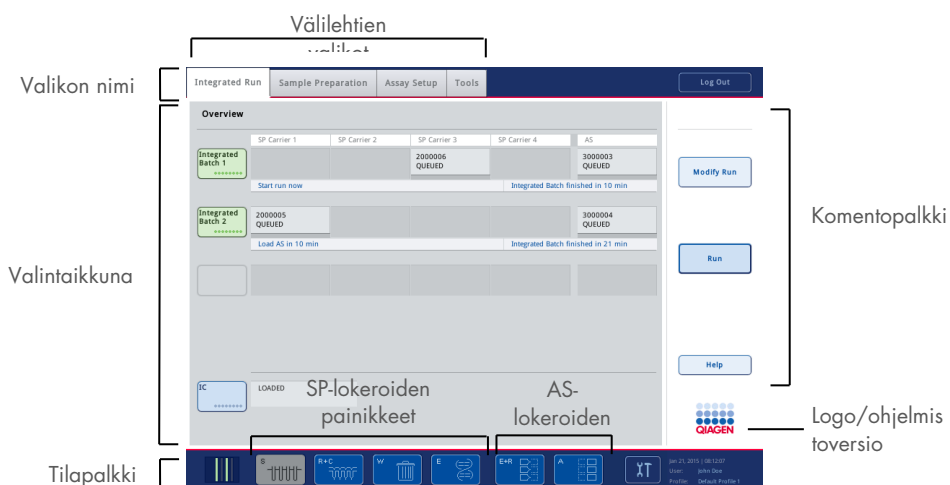 Välilehtien
valikot
Valikon nimi
Integrated Run Sample Preparation Assay Setup Tools Log Out
Overview
SP Carrier 1 SP Carrier 2 SP Carrier 3 SP Carrier 4 AS
Integrated
Batch 1
2000006
QUEUED
3000003
QUEUED
Start run now Integrated Batch finished in 10 min
Modify Run
Integrated
Batch 2
2000005
QUEUED
3000004
QUEUED
Load AS in 10 min Integrated Batch finished in 21 min
Komentopalkki
Run
Valintaikkuna
Help
IC
LOADED
SP-lokeroiden
painikkeet
AS-
lokeroiden
QIAGEN
Logo/ohjelmis
toversio
Tilapalkki
S R+C W E E+R A
Jan 21, 2015 | 08:12:07
User: John Doe
Profile: Default Profile 1